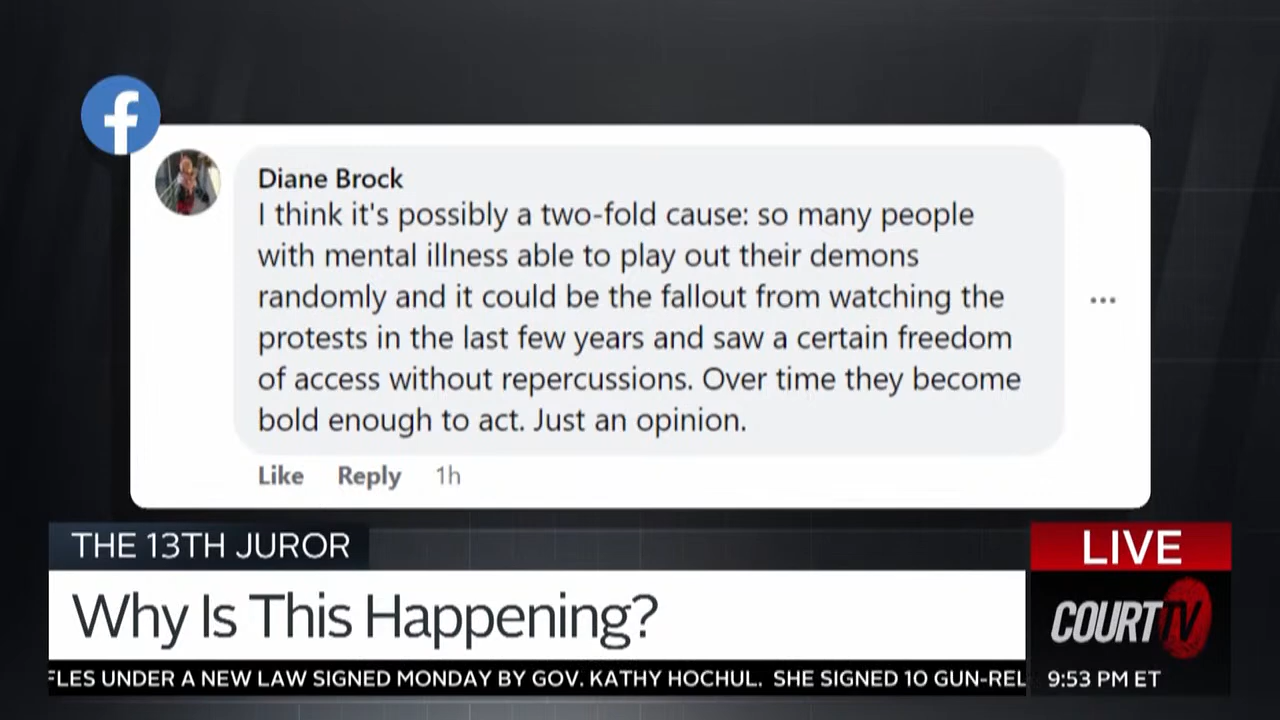 f
Diane Brock
I think it's possibly a two-fold cause: so many people
with mental illness able to play out their demons
randomly and it could be the fallout from watching the
protests in the last few years and saw a certain freedom
of access without repercussions. Over time they become
bold enough to act. Just an opinion.
Like Reply 1h
THE 13TH JUROR
Why Is This Happening?
LIVE
COURT TV
FLES UNDER A NEW LAW SIGNED MONDAY BY GOV. KATHY HOCHUL. SHE SIGNED 10 GUN-REL
9:53 PM ET